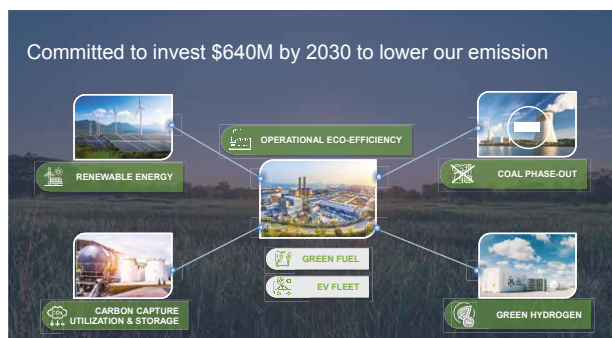 Committed to invest $640M by 2030 to lower our emission
OPERATIONAL ECO-EFFICIENCY
RENEWABLE ENERGY
COAL PHASE-OUT
GREEN FUEL
EV FLEET
CO₂
CARBON CAPTURE
UTILIZATION & STORAGE
GREEN HYDROGEN